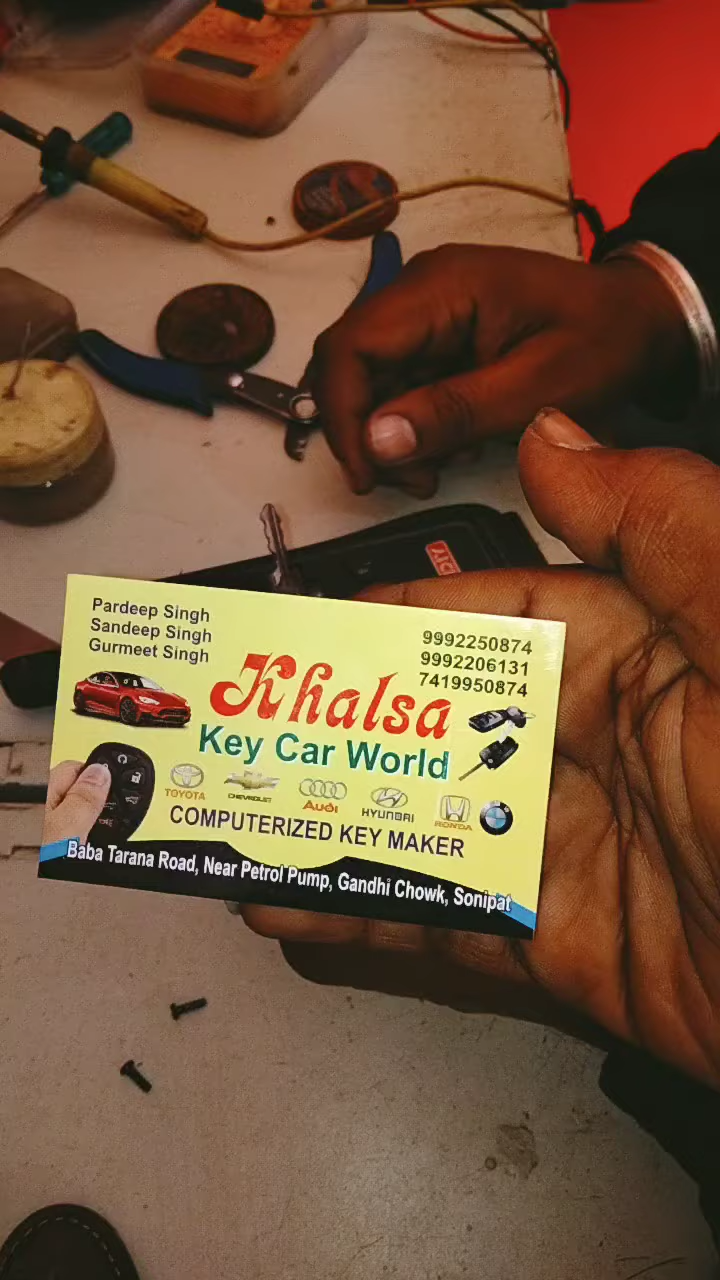 Pardeep Singh
Sandeep Singh
Gurmeet Singh
9992250874
9992206131
7419950874
Khalsa
Key Car World
TOYOTA
CHEVROLET
Audi
HYUNDAI
HONDA
COMPUTERIZED KEY MAKER
Baba Tarana Road, Near Petrol Pump, Gandhi Chowk, Sonipat